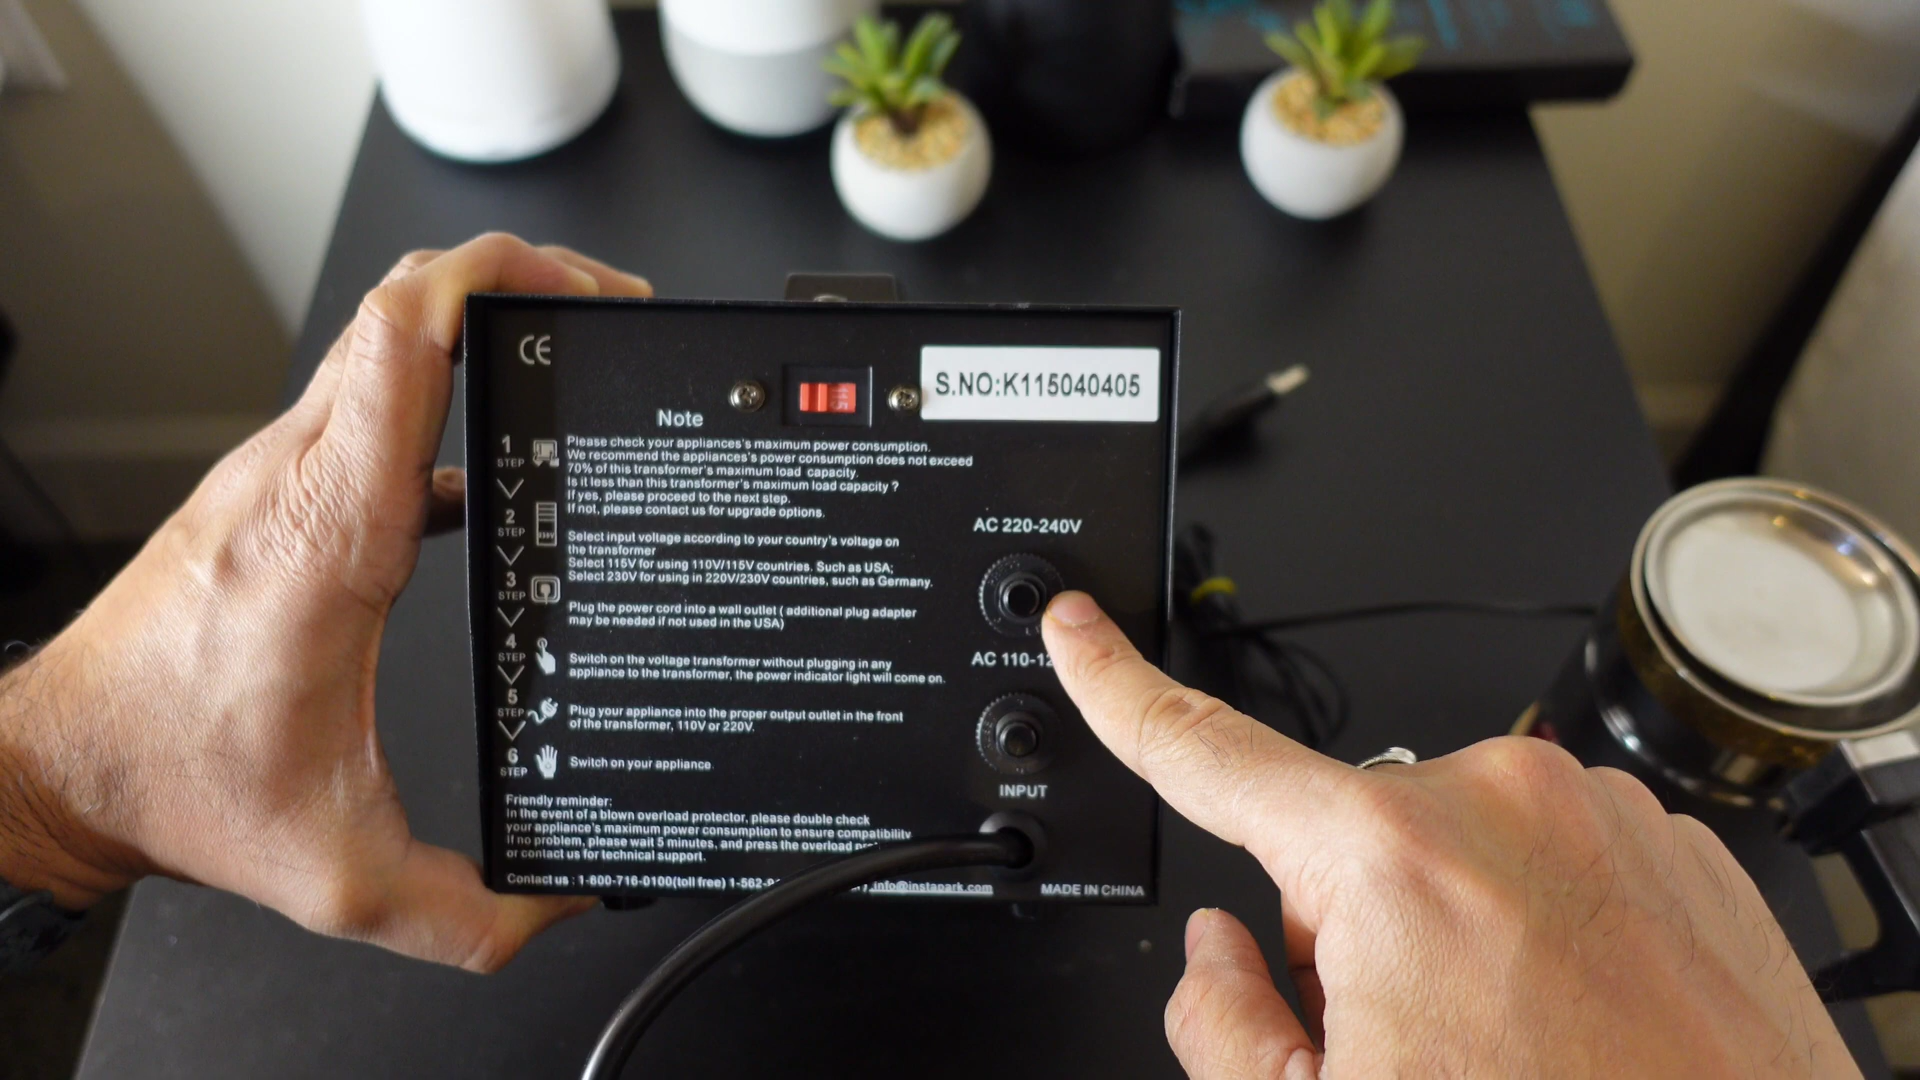 CE
115
S.NO:K115040405
Note
1
STEP
Please check your appliances's maximum power consumption.
We recommend the appliances's power consumption does not exceed
70% of this transformer's maximum load capacity.
Is it less than this transformer's maximum load capacity ?
If yes, please proceed to the next step.
If not, please contact us for upgrade options.
2
STEP
Select input voltage according to your country's voltage on
the transformer
Select 115V for using 110V/115V countries. Such as USA;
Select 230V for using in 220V/230V countries, such as Germany.
3
STEP
Plug the power cord into a wall outlet ( additional plug adapter
may be needed if not used in the USA)
4
STEP
Switch on the voltage transformer without plugging in any
appliance to the transformer, the power indicator light will come on.
5
STEP
Plug your appliance into the proper output outlet in the front
of the transformer, 110V or 220V.
6
STEP
Switch on your appliance
AC 220-240V
AC 110-12
INPUT
Friendly reminder:
In the event of a blown overload protector, please double check
your appliance's maximum power consumption to ensure compatibility
if no problem, please wait 5 minutes, and press the overload
or contact us for technical support.
Contact us : 1-800-716-0100(toll free) 1-562- info@instapark.com
MADE IN CHINA